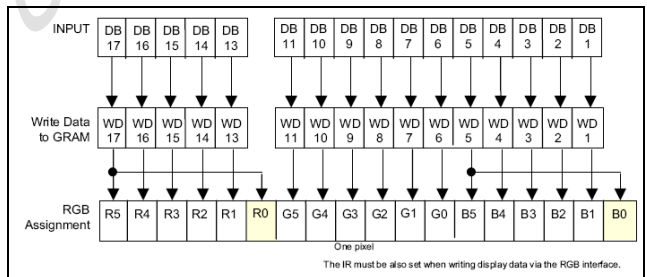 INPUT DB 17 DB 16 DB 15 DB 14 DB 13 DB 11 DB 10 DB 9 DB 8 DB 7 DB 6 DB 5 DB 4 DB 3 DB 2 DB 1
Write Data to GRAM WD 17 WD 16 WD 15 WD 14 WD 13 WD 11 WD 10 WD 9 WD 8 WD 7 WD 6 WD 5 WD 4 WD 3 WD 2 WD 1
RGB Assignment R5 R4 R3 R2 R1 R0 G5 G4 G3 G2 G1 G0 B5 B4 B3 B2 B1 B0
One pixel
The IR must be also set when writing display data via the RGB interface.